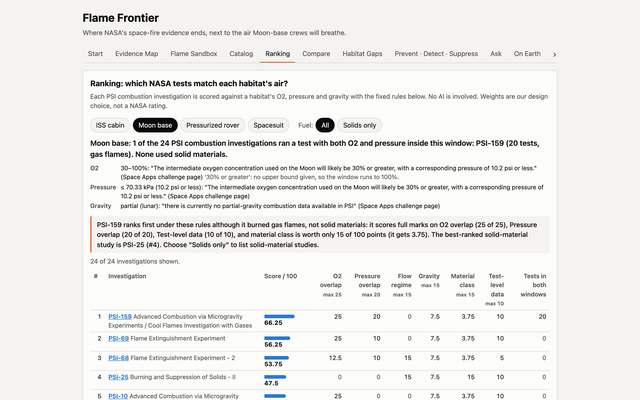 Flame Frontier
Where NASA's space-fire evidence ends, next to the air Moon-base crews will breathe.
Start Evidence Map Flame Sandbox Catalog Ranking Compare Habitat Gaps Prevent · Detect · Suppress Ask On Earth ›
Ranking: which NASA tests match each habitat's air?
Each PSI combustion investigation is scored against a habitat's O2, pressure and gravity with the fixed rules below. No AI is involved. Weights are our design
choice, not a NASA rating.
ISS cabin Moon base Pressurized rover Spacesuit Fuel: All Solids only
Moon base: 1 of the 24 PSI combustion investigations ran a test with both O2 and pressure inside this window: PSI-159 (20 tests,
gas flames). None used solid materials.
O2 30–100%: "The intermediate oxygen concentration used on the Moon will likely be 30% or greater, with a corresponding pressure of 10.2 psi or less."
(Space Apps challenge page) '30% or greater': no upper bound given, so the window runs to 100%.
Pressure ≤ 70.33 kPa (10.2 psi or less): "The intermediate oxygen concentration used on the Moon will likely be 30% or greater, with a corresponding pressure of
10.2 psi or less." (Space Apps challenge page)
Gravity partial (lunar): "there is currently no partial-gravity combustion data available in PSI" (Space Apps challenge page)
PSI-159 ranks first under these rules although it burned gas flames, not solid materials: it scores full marks on O2 overlap (25 of 25), Pressure
overlap (20 of 20), Test-level data (10 of 10), and material class is worth only 15 of 100 points (it gets 3.75). The best-ranked solid-material
study is PSI-25 (#4). Choose "Solids only" to list solid-material studies.
24 of 24 investigations shown.
# Investigation Score / 100 O2 overlap max 25 Pressure overlap max 20 Flow regime max 15 Gravity max 15 Material class max 15 Test-level data max 10 Tests in both windows
1 PSI-159 Advanced Combustion via Microgravity Experiments / Cool Flames Investigation with Gases 66.25 25 20 0 7.5 3.75 10 20
2 PSI-69 Flame Extinguishment Experiment 56.25 25 10 0 7.5 3.75 10 0
3 PSI-68 Flame Extinguishment Experiment - 2 53.75 12.5 10 15 7.5 3.75 5 0
4 PSI-25 Burning and Suppression of Solids - II 47.5 0 0 15 7.5 15 10 0
5 PSI-10 Advanced Combustion via Microgravity 25 0 0 7.5 3.75 10 0